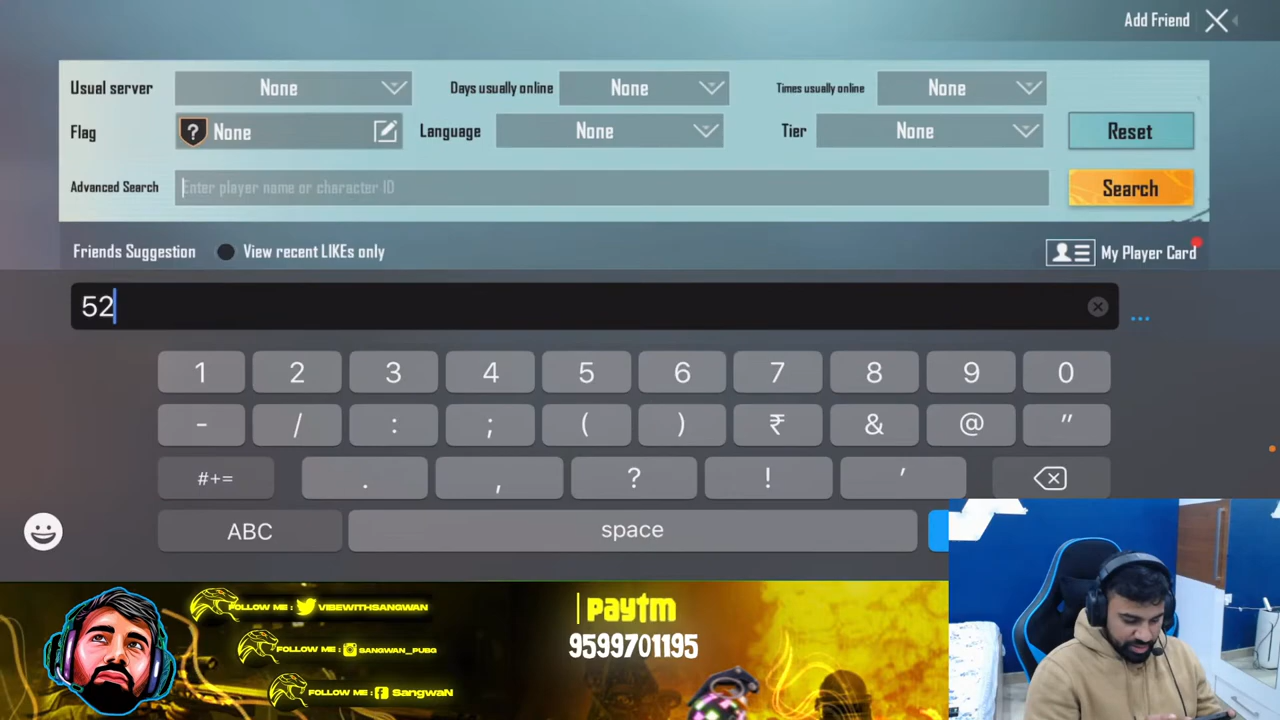 Add Friend
Usual server None Days usually online None Times usually online None
Flag ? None Language None Tier None Reset
Advanced Search Enter player name or character ID Search
Friends Suggestion View recent LIKEs only My Player Card
52
...
1 2 3 4 5 6 7 8 9 0
- / : ; ( ) ₹ & @ "
#+= . , ? ! '
ABC space
FOLLOW ME : VIBEWITHSANGWAN
FOLLOW ME : SANGWAN_PUBG
FOLLOW ME : SangwaN
paytm
9599701195